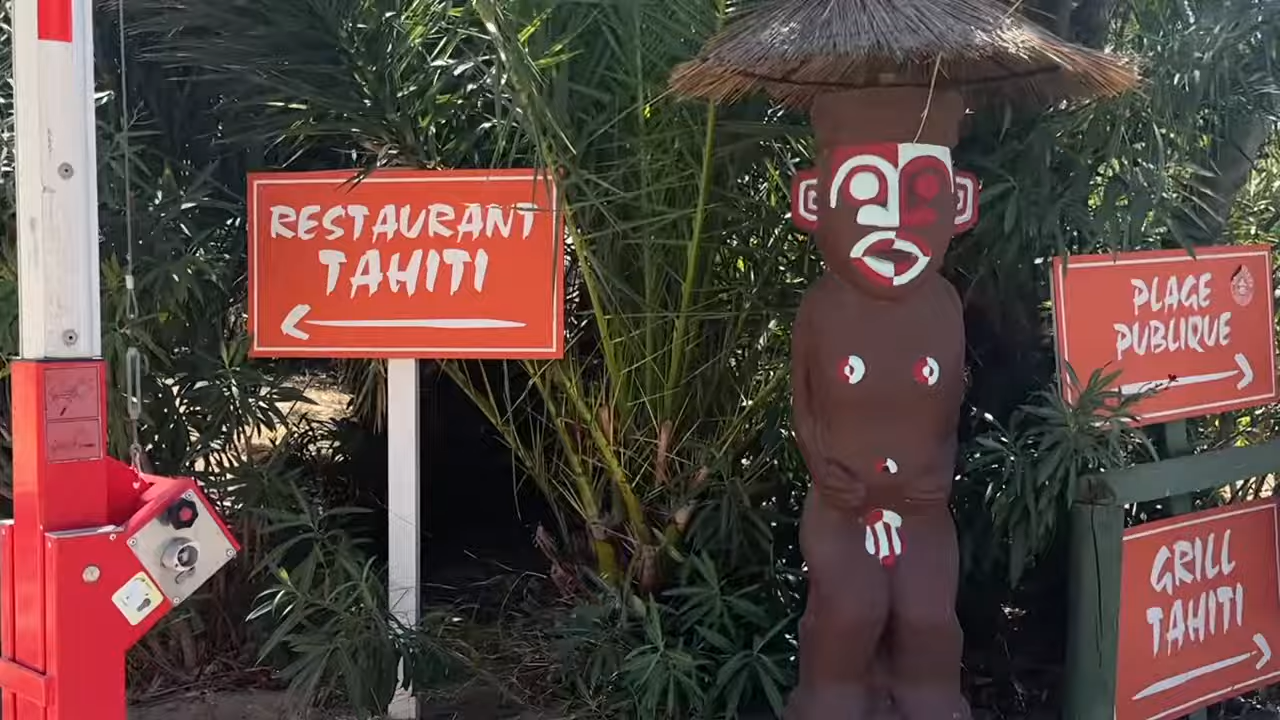 RESTAURANT
TAHITI
PLAGE
PUBLIQUE
GRILL
TAHITI